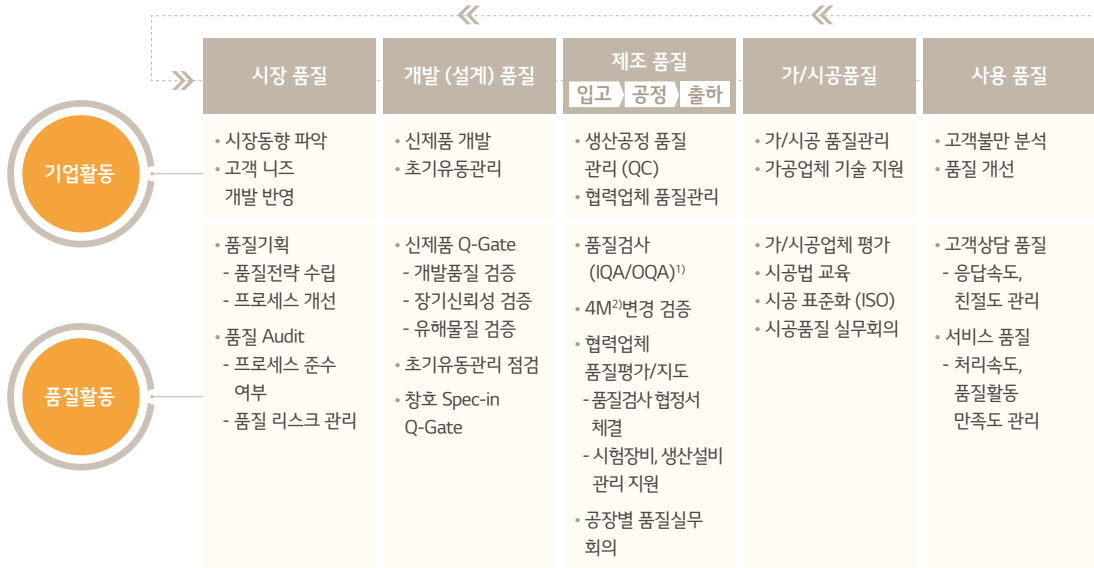 시장 품질
개발 (설계) 품질
제조 품질
입고 공정 출하
가/시공품질
사용 품질
기업활동
• 시장동향 파악
• 고객 니즈
개발 반영
• 신제품 개발
• 초기유동관리
• 생산공정 품질
관리 (QC)
• 협력업체 품질관리
• 가/시공 품질관리
• 가공업체 기술 지원
• 고객불만 분석
• 품질 개선
품질활동
• 품질기획
- 품질전략 수립
- 프로세스 개선
• 품질 Audit
- 프로세스 준수
여부
- 품질 리스크 관리
• 신제품 Q-Gate
- 개발품질 검증
- 장기신뢰성 검증
- 유해물질 검증
• 초기유동관리 점검
• 창호 Spec-in
Q-Gate
• 품질검사
(IQA/OQA)1)
• 4M2)변경 검증
• 협력업체
품질평가/지도
- 품질검사 협정서
체결
- 시험장비, 생산설비
관리 지원
• 공장별 품질실무
회의
• 가/시공업체 평가
• 시공법 교육
• 시공 표준화 (ISO)
• 시공품질 실무회의
• 고객상담 품질
- 응답속도,
친절도 관리
• 서비스 품질
- 처리속도,
품질활동
만족도 관리